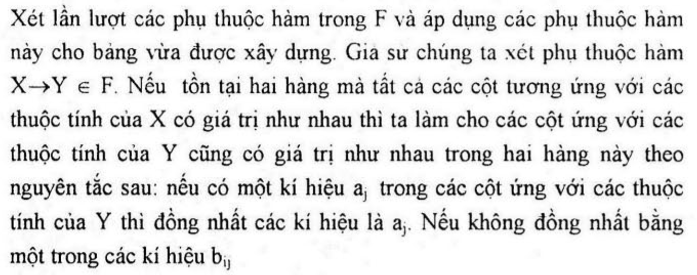 Xét lần lượt các phụ thuộc hàm trong F và áp dụng các phụ thuộc hàm
này cho bảng vừa được xây dựng. Giả sử chúng ta xét phụ thuộc hàm
X→Y ∈ F. Nếu tồn tại hai hàng mà tất cả các cột tương ứng với các
thuộc tính của X có giá trị như nhau thì ta làm cho các cột ứng với các
thuộc tính của Y cũng có giá trị như nhau trong hai hàng này theo
nguyên tắc sau: nếu có một kí hiệu aⱼ trong các cột ứng với các thuộc
tính của Y thì đồng nhất các kí hiệu là aⱼ. Nếu không đồng nhất bằng
một trong các kí hiệu bᵢⱼ